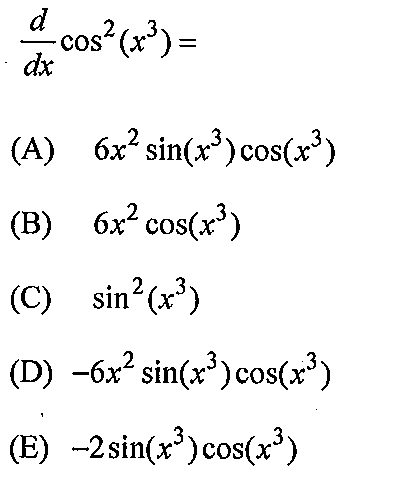 d/dx cos²(x³) =
(A) 6x² sin(x³) cos(x³)
(B) 6x² cos(x³)
(C) sin²(x³)
(D) −6x² sin(x³) cos(x³)
(E) −2 sin(x³) cos(x³)